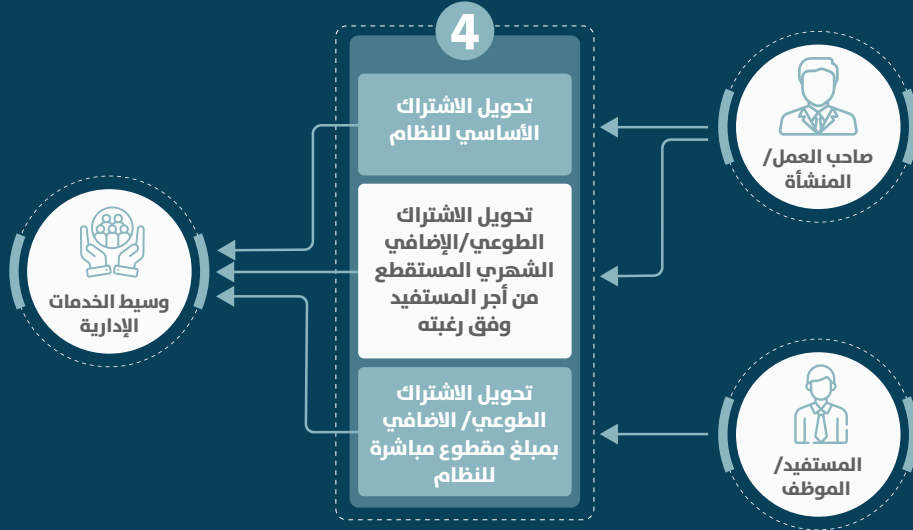 4
صاحب العمل/
المنشأة
تحويل الاشتراك
الأساسي للنظام
تحويل الاشتراك
الطوعي/الإضافي
الشهري المستقطع
من أجر المستفيد
وفق رغبته
تحويل الاشتراك
الطوعي/ الاضافي
بمبلغ مقطوع مباشرة
للنظام
المستفيد/
الموظف
وسيط الخدمات
الإدارية